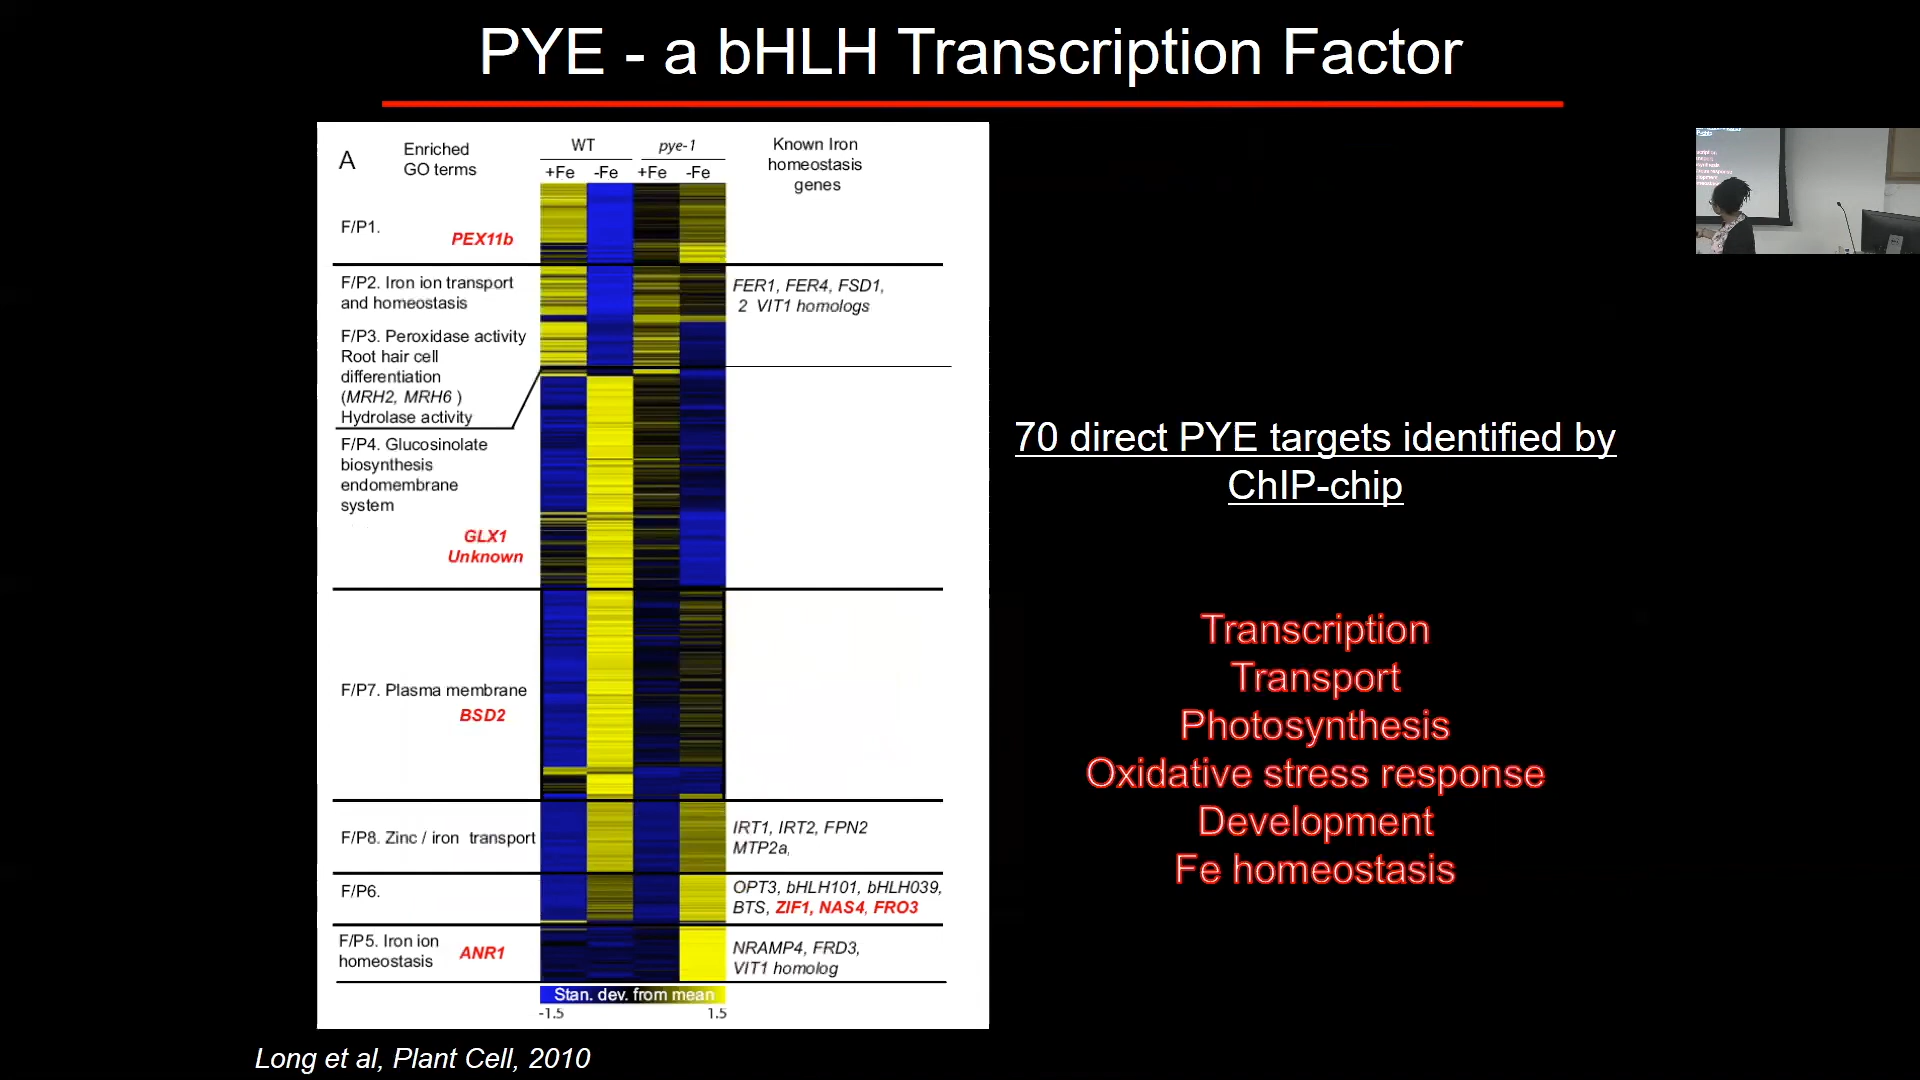 PYE - a bHLH Transcription Factor
A
Enriched
GO terms
WT
pye-1
+Fe
-Fe
+Fe
-Fe
Known Iron
homeostasis
genes
F/P1.
PEX11b
F/P2. Iron ion transport
and homeostasis
FER1, FER4, FSD1,
2 VIT1 homologs
F/P3. Peroxidase activity
Root hair cell
differentiation
(MRH2, MRH6 )
Hydrolase activity
F/P4. Glucosinolate
biosynthesis
endomembrane
system
GLX1
Unknown
F/P7. Plasma membrane
BSD2
F/P8. Zinc / iron transport
IRT1, IRT2, FPN2
MTP2a,
F/P6.
OPT3, bHLH101, bHLH039,
BTS, ZIF1, NAS4, FRO3
F/P5. Iron ion
homeostasis
ANR1
NRAMP4, FRD3,
VIT1 homolog
Stan. dev. from mean
-1.5
1.5
70 direct PYE targets identified by
ChIP-chip
Transcription
Transport
Photosynthesis
Oxidative stress response
Development
Fe homeostasis
Long et al, Plant Cell, 2010